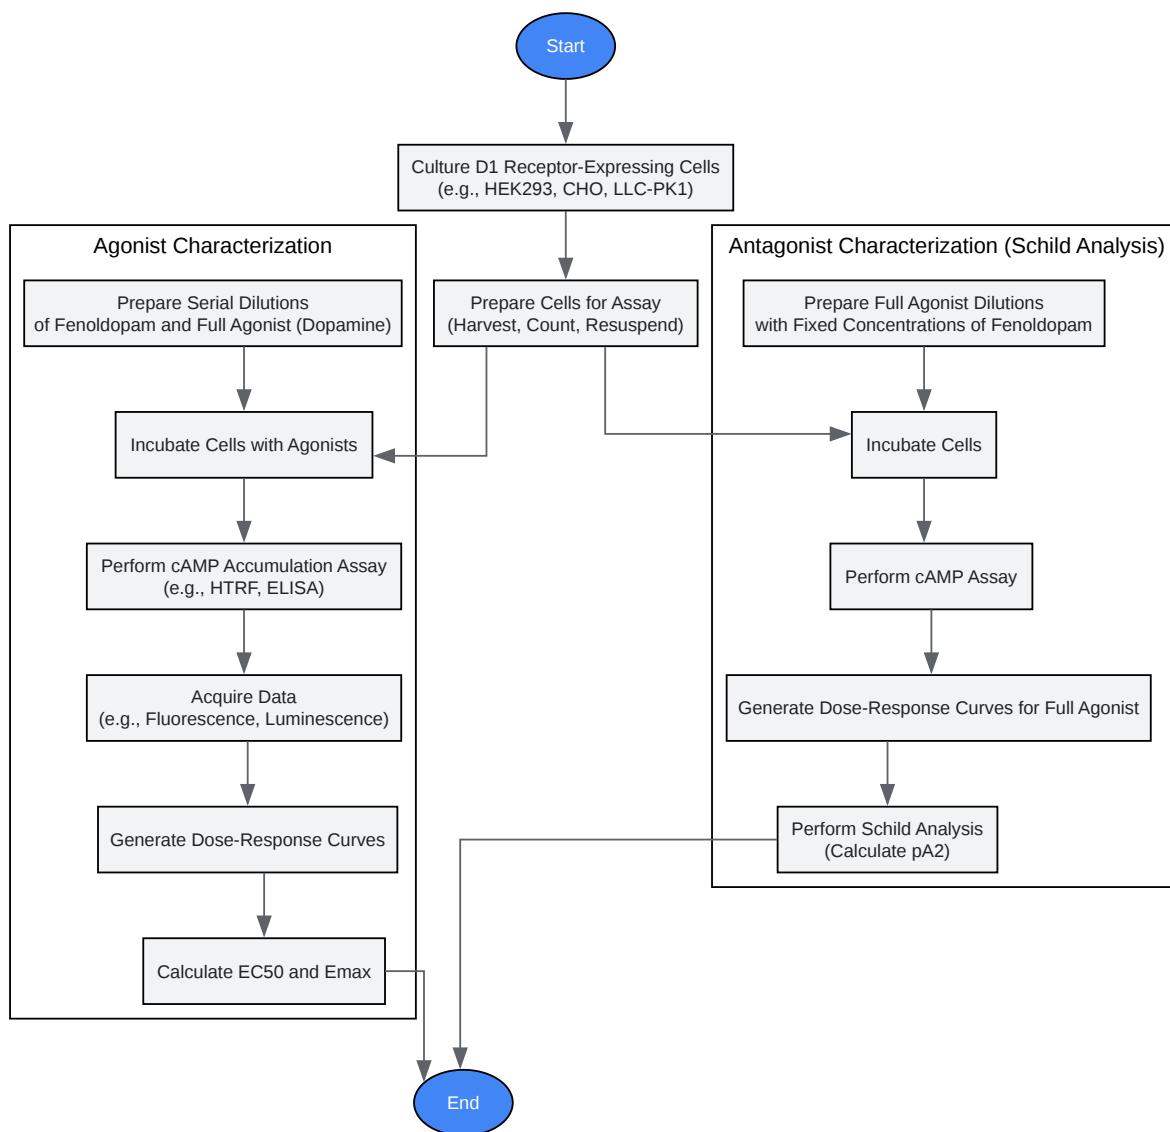 Start
Culture D1 Receptor-Expressing Cells
(e.g., HEK293, CHO, LLC-PK1)
Prepare Cells for Assay
(Harvest, Count, Resuspend)
Agonist Characterization
Prepare Serial Dilutions
of Fenoldopam and Full Agonist (Dopamine)
Incubate Cells with Agonists
Perform cAMP Accumulation Assay
(e.g., HTRF, ELISA)
Acquire Data
(e.g., Fluorescence, Luminescence)
Generate Dose-Response Curves
Calculate EC50 and Emax
Antagonist Characterization (Schild Analysis)
Prepare Full Agonist Dilutions
with Fixed Concentrations of Fenoldopam
Incubate Cells
Perform cAMP Assay
Generate Dose-Response Curves for Full Agonist
Perform Schild Analysis
(Calculate pA2)
End